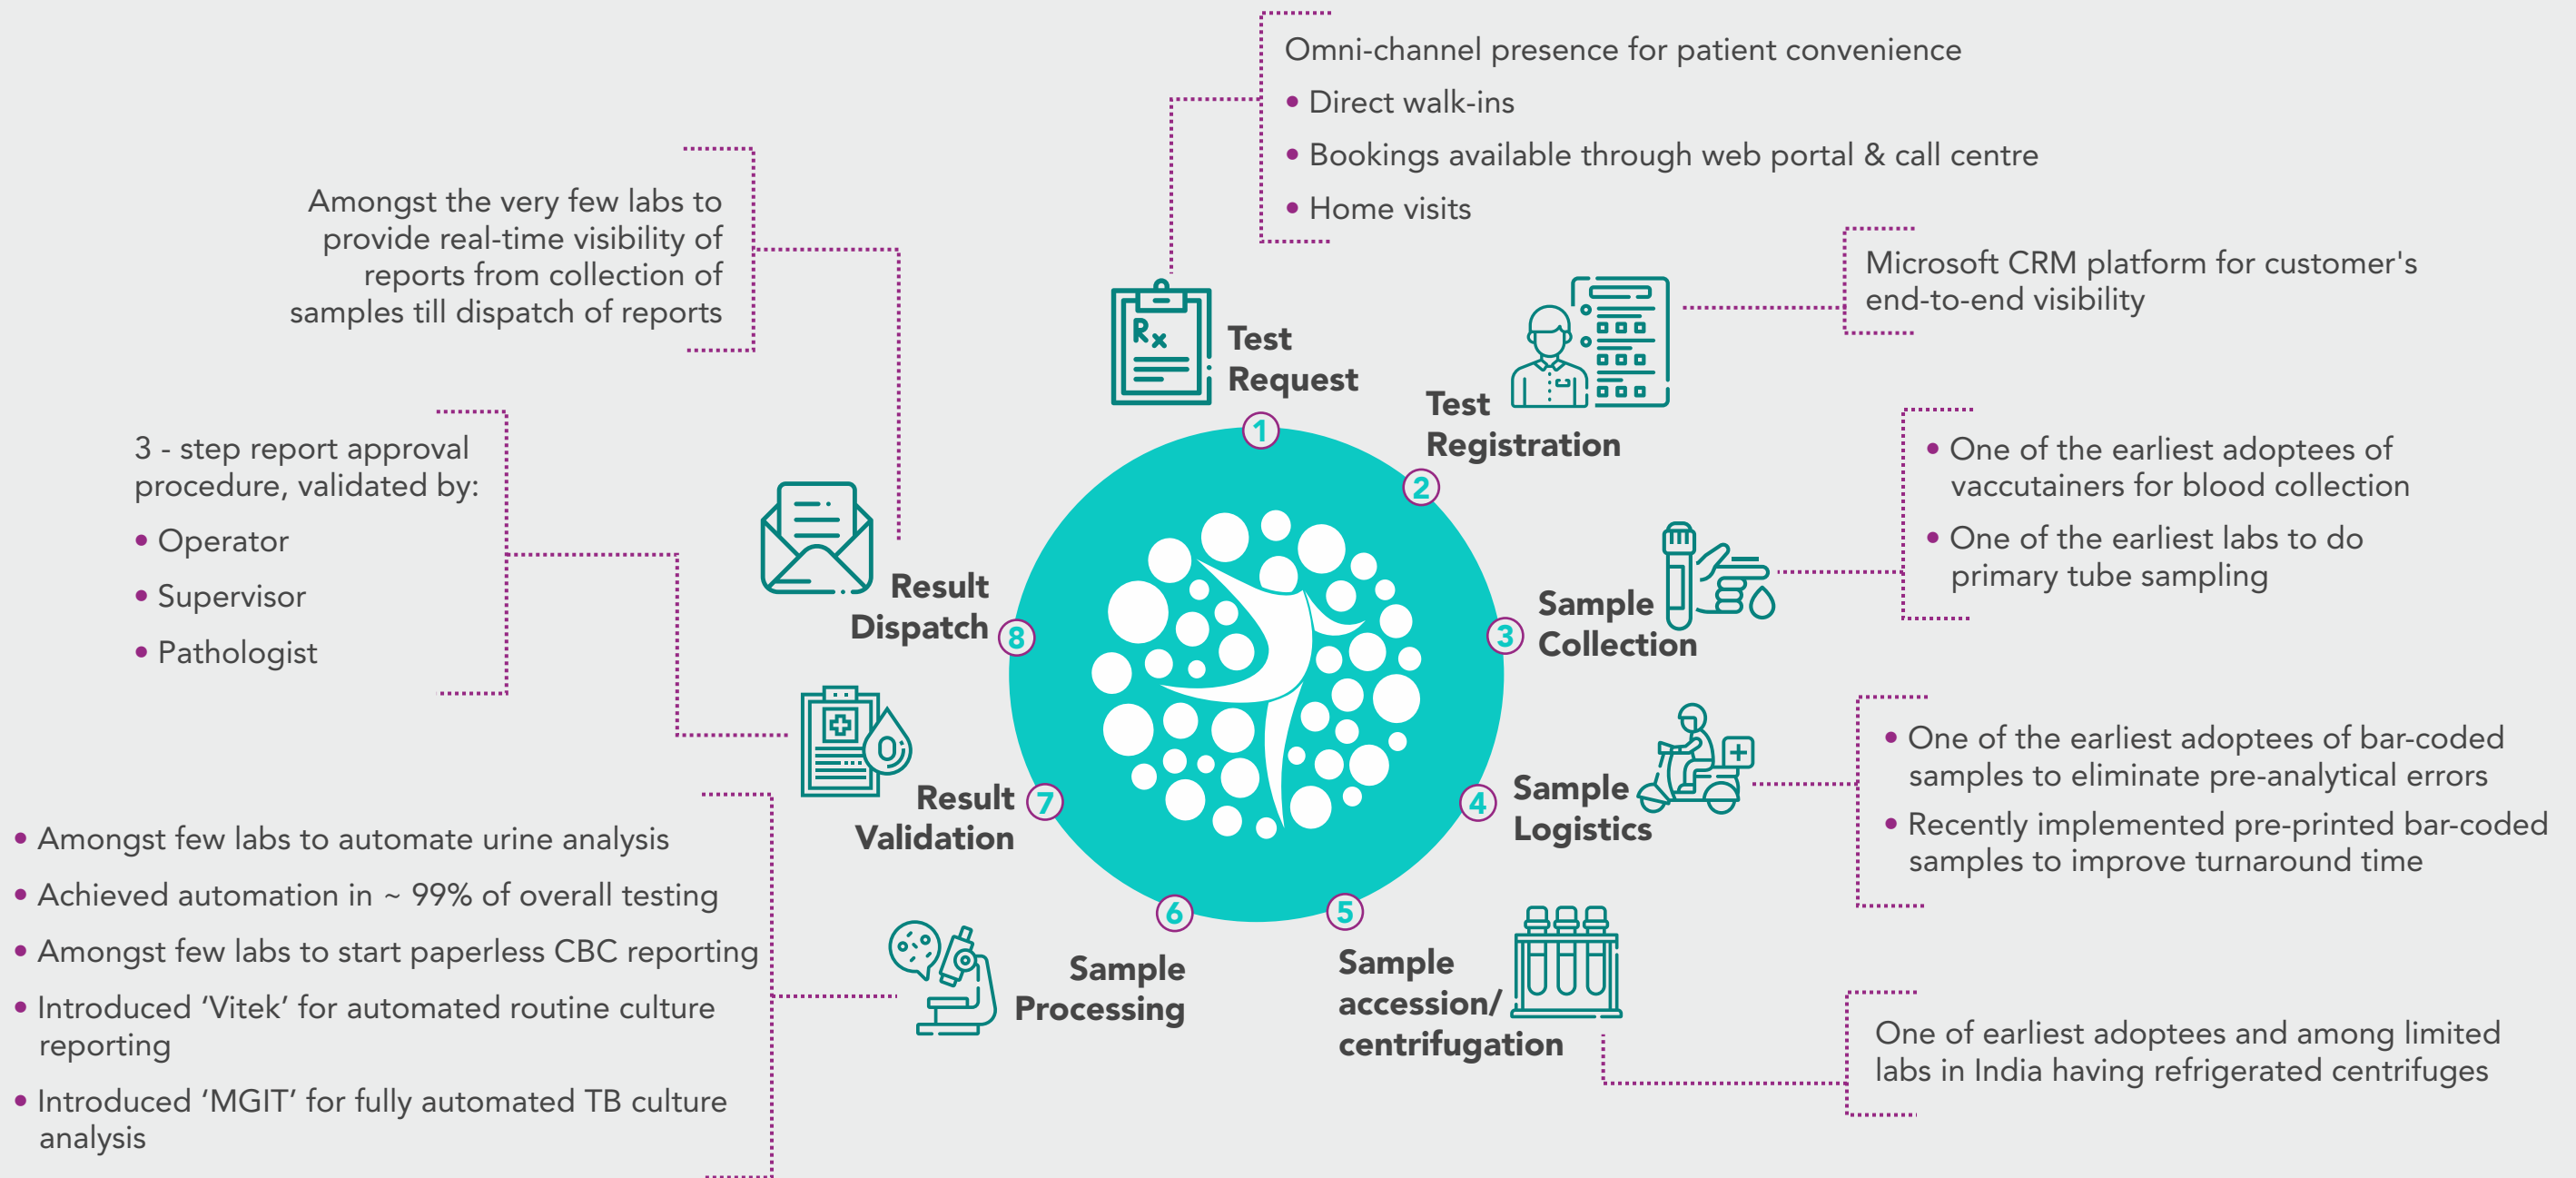 Omni-channel presence for patient convenience
• Direct walk-ins
• Bookings available through web portal & call centre
• Home visits
Test
Request
1
Microsoft CRM platform for customer's
end-to-end visibility
Test
Registration
2
• One of the earliest adoptees of
vaccutainers for blood collection
• One of the earliest labs to do
primary tube sampling
Sample
Collection
3
• One of the earliest adoptees of bar-coded
samples to eliminate pre-analytical errors
• Recently implemented pre-printed bar-coded
samples to improve turnaround time
Sample
Logistics
4
One of earliest adoptees and among limited
labs in India having refrigerated centrifuges
Sample
accession/
centrifugation
5
• Amongst few labs to automate urine analysis
• Achieved automation in ~ 99% of overall testing
• Amongst few labs to start paperless CBC reporting
• Introduced ‘Vitek’ for automated routine culture
reporting
• Introduced ‘MGIT’ for fully automated TB culture
analysis
Sample
Processing
6
3 - step report approval
procedure, validated by:
• Operator
• Supervisor
• Pathologist
Result
Validation
7
Amongst the very few labs to
provide real-time visibility of
reports from collection of
samples till dispatch of reports
Result
Dispatch
8
Rx
0